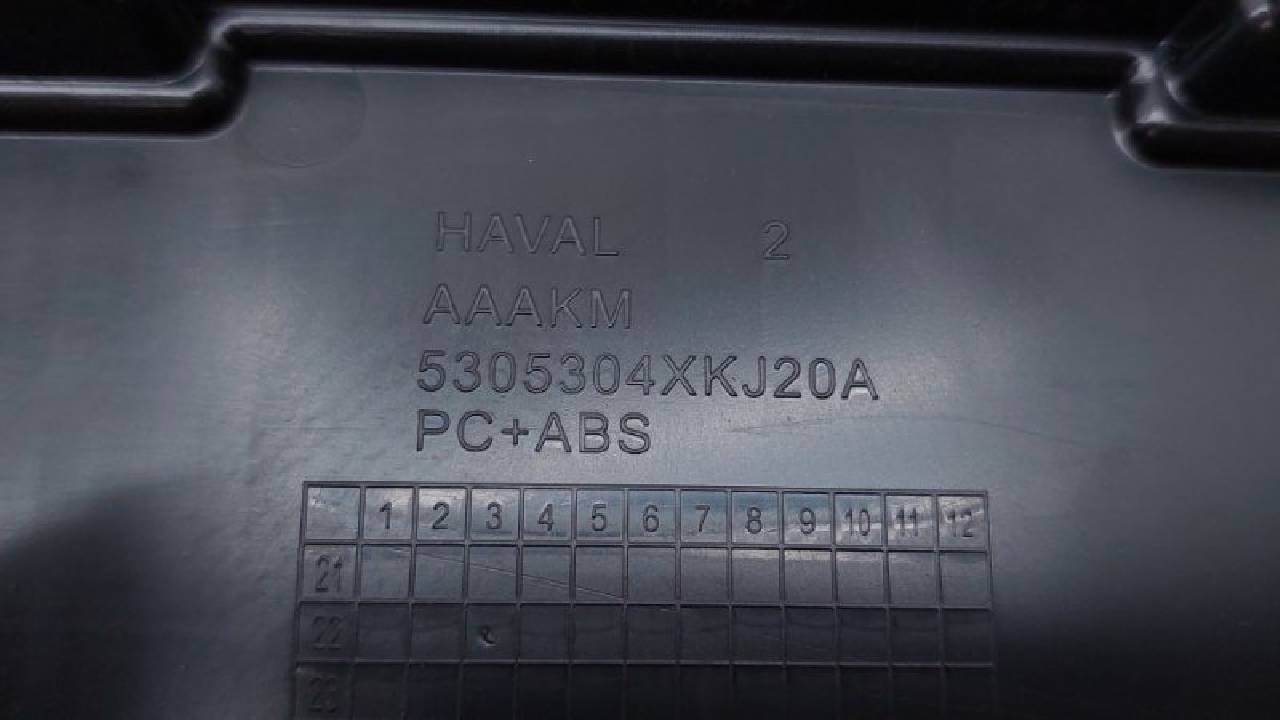 HAVAL 2
AAAKM
5305304XKJ20A
PC+ABS
1 2 3 4 5 6 7 8 9 10 11 12
21
22
23